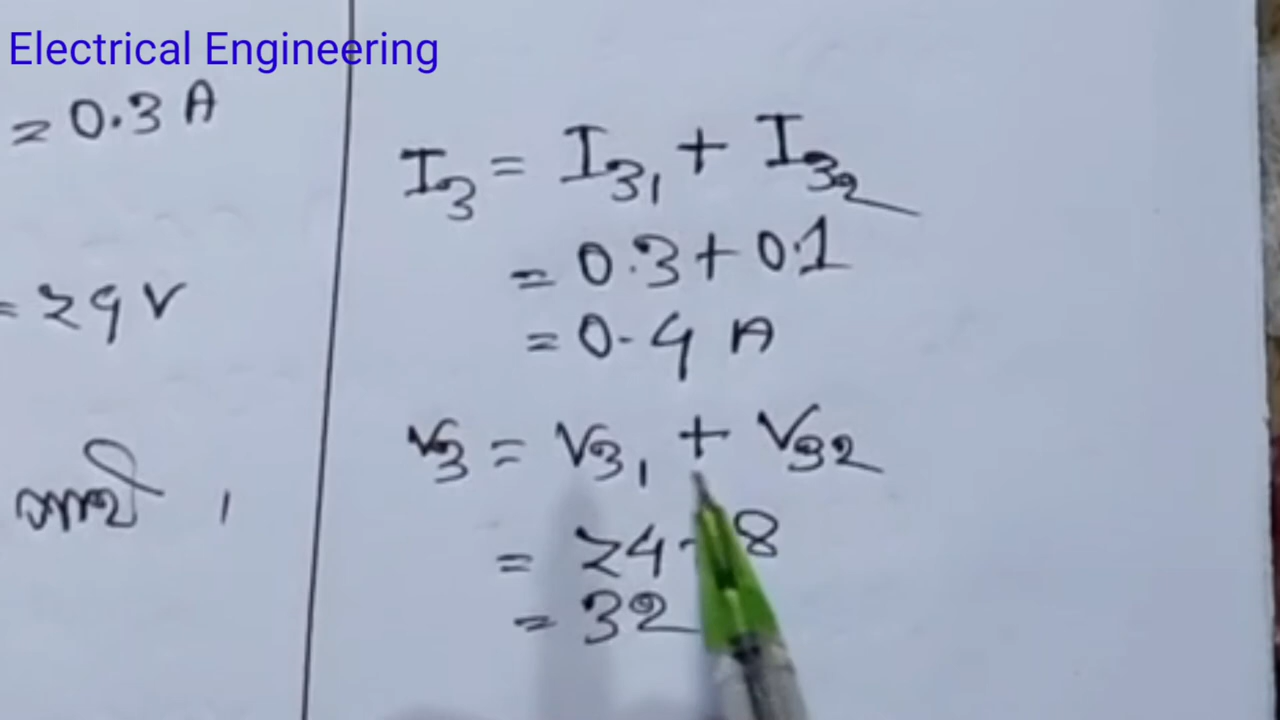 Electrical Engineering
= 0.3 A
= 24 V
I3 = I31 + I32
= 0.3 + 0.1
= 0.4 A
V3 = V31 + V32
= 24 + 8
= 32